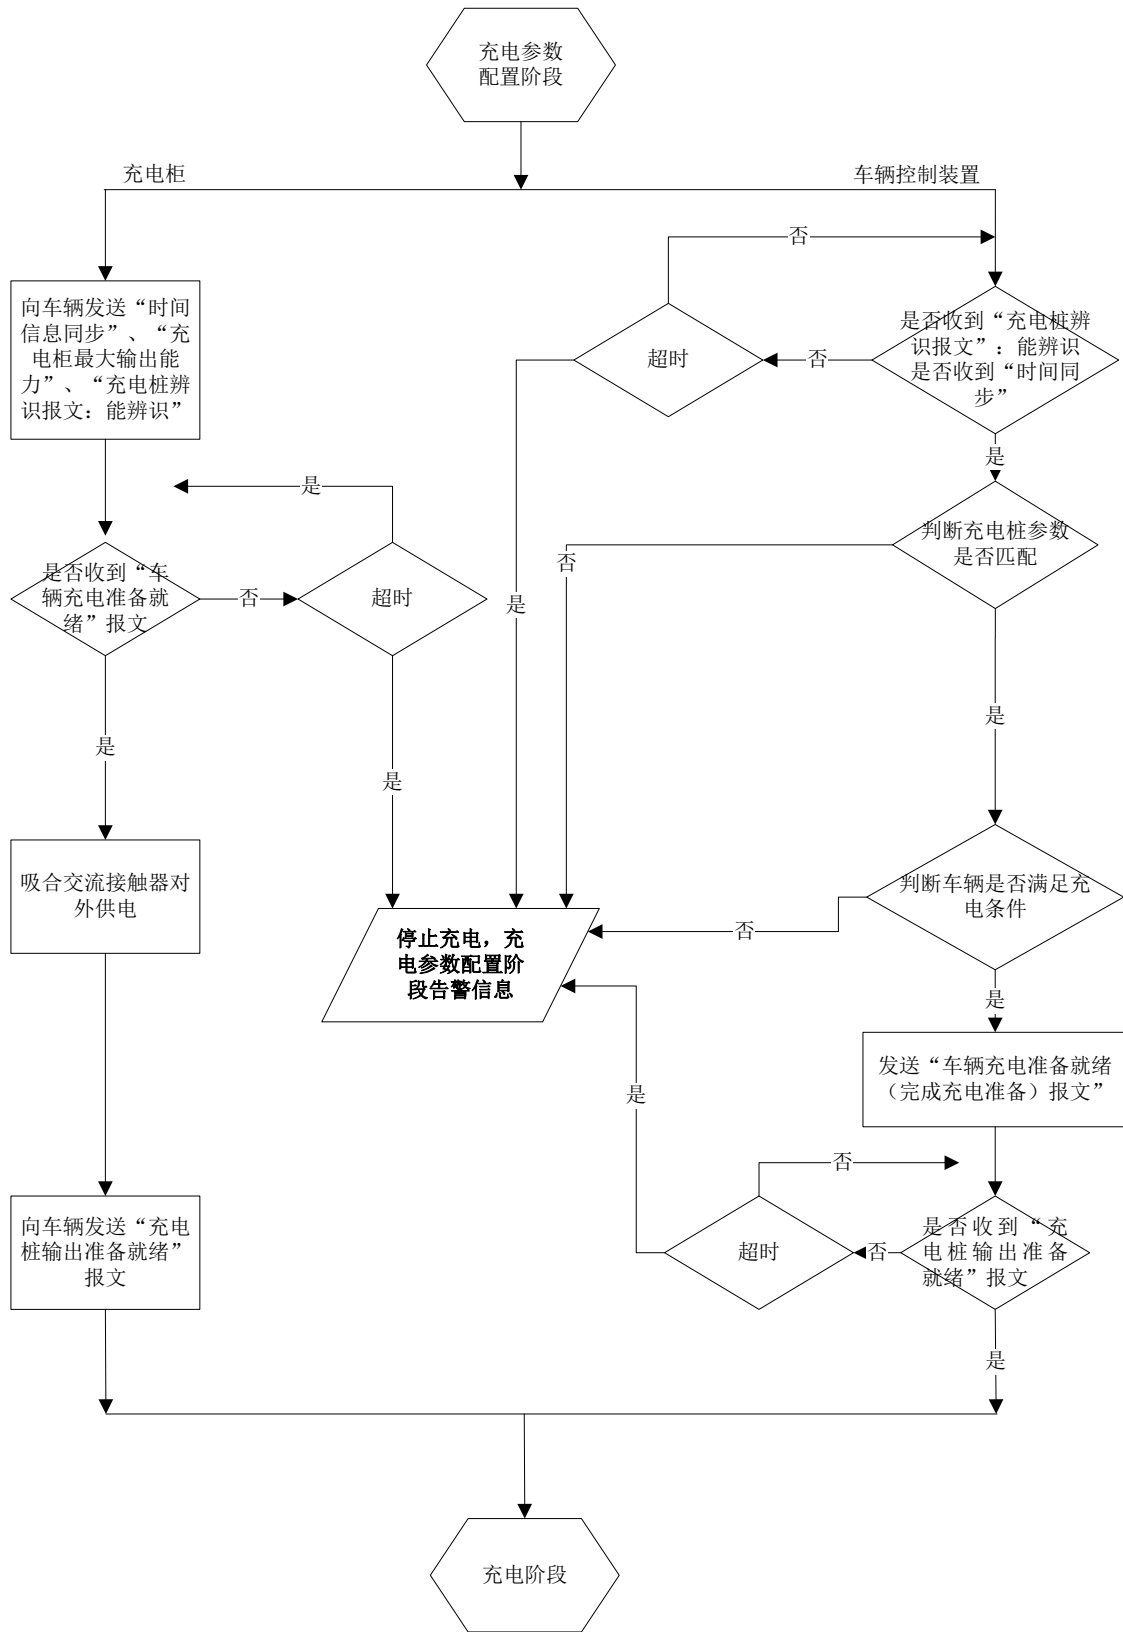 充电参数
配置阶段
充电柜
车辆控制装置
否
向车辆发送“时间
信息同步”、“充
电柜最大输出能
力”、“充电桩辨
识报文：能辨识”
超时
否
是否收到“充电桩辨
识报文”：能辨识
是否收到“时间同
步”
是
是
判断充电桩参数
是否匹配
否
是
是否收到“车
辆充电准备就
绪”报文
否
超时
是
是
是
吸合交流接触器对
外供电
判断车辆是否满足充
电条件
否
停止充电，充
电参数配置阶
段告警信息
是
发送“车辆充电准备就绪
（完成充电准备）报文”
是
否
向车辆发送“充电
桩输出准备就绪”
报文
超时
否
是否收到“充
电桩输出准备
就绪”报文
是
充电阶段